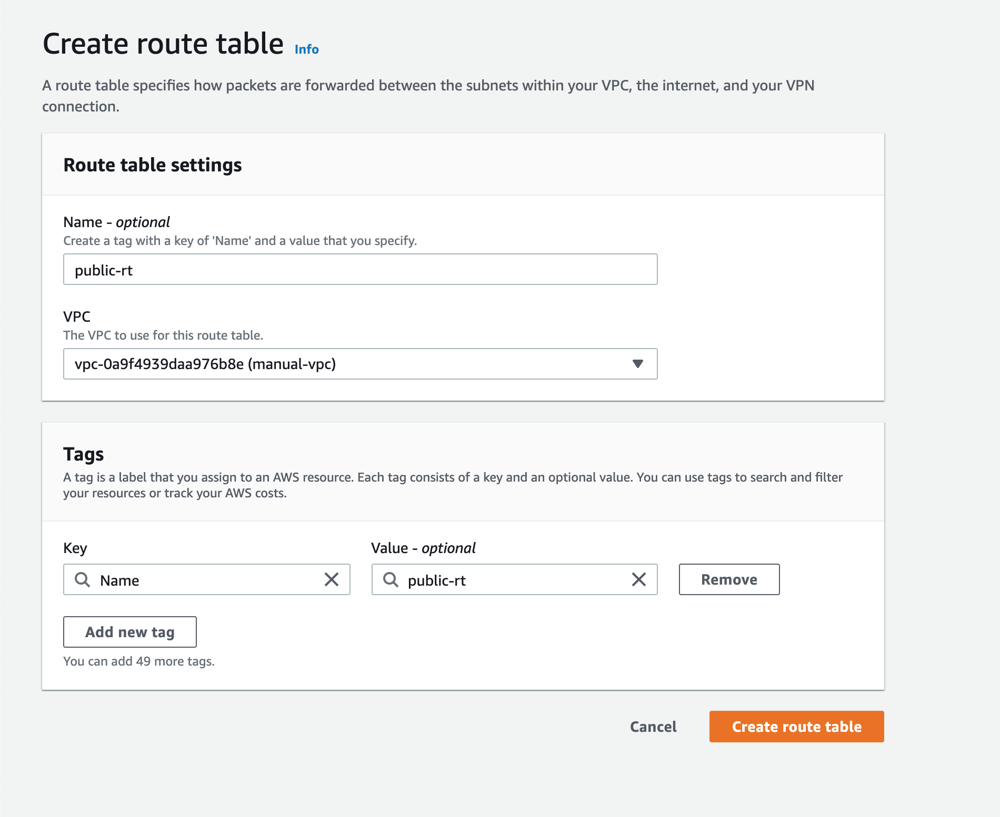 Create route table Info
A route table specifies how packets are forwarded between the subnets within your VPC, the internet, and your VPN
connection.
Route table settings
Name - optional
Create a tag with a key of 'Name' and a value that you specify.
public-rt
VPC
The VPC to use for this route table.
vpc-0a9f4939daa976b8e (manual-vpc)
Tags
A tag is a label that you assign to an AWS resource. Each tag consists of a key and an optional value. You can use tags to search and filter
your resources or track your AWS costs.
Key Value - optional
Name public-rt Remove
Add new tag
You can add 49 more tags.
Cancel Create route table